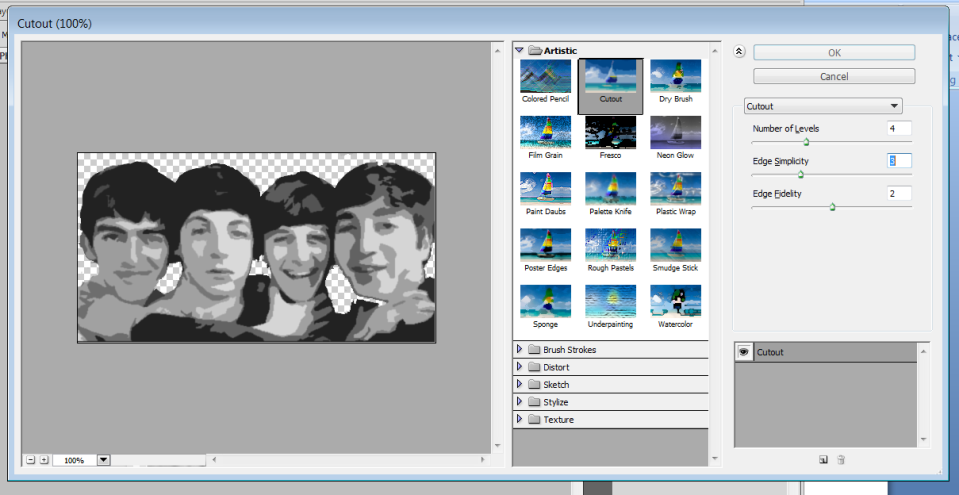 Cutout (100%)
Artistic
Colored Pencil
Cutout
Dry Brush
Film Grain
Fresco
Neon Glow
Paint Daubs
Palette Knife
Plastic Wrap
Poster Edges
Rough Pastels
Smudge Stick
Sponge
Underpainting
Watercolor
Brush Strokes
Distort
Sketch
Stylize
Texture
OK
Cancel
Cutout
Number of Levels 4
Edge Simplicity 3
Edge Fidelity 2
Cutout
100%